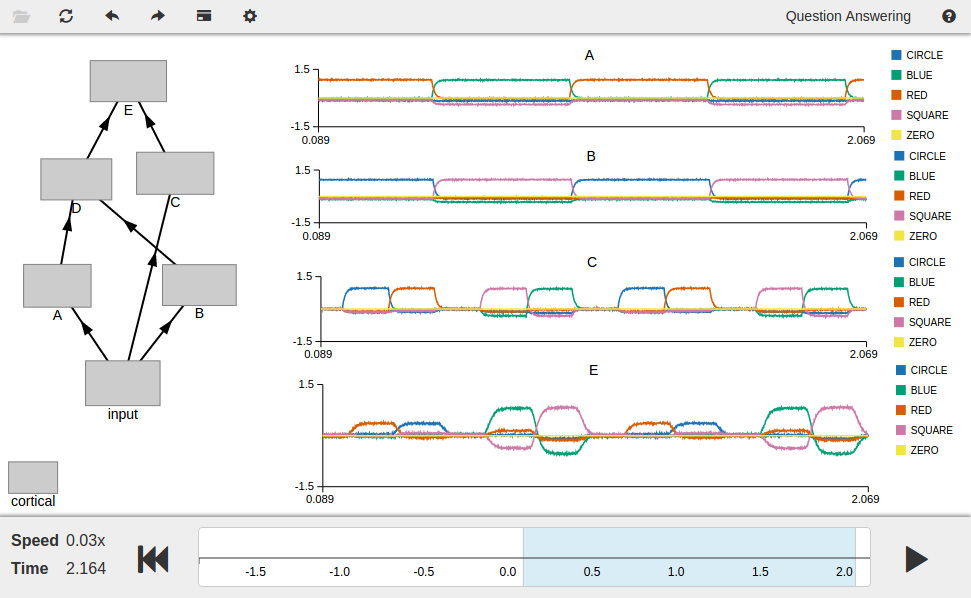 Question Answering
E
D
C
A
B
input
cortical
A
1.5
-1.5
0.089
2.069
CIRCLE
BLUE
RED
SQUARE
ZERO
B
1.5
-1.5
0.089
2.069
CIRCLE
BLUE
RED
SQUARE
ZERO
C
1.5
-1.5
0.089
2.069
CIRCLE
BLUE
RED
SQUARE
ZERO
E
1.5
-1.5
0.089
2.069
CIRCLE
BLUE
RED
SQUARE
ZERO
Speed 0.03x
Time 2.164
-1.5 -1.0 -0.5 0.0 0.5 1.0 1.5 2.0